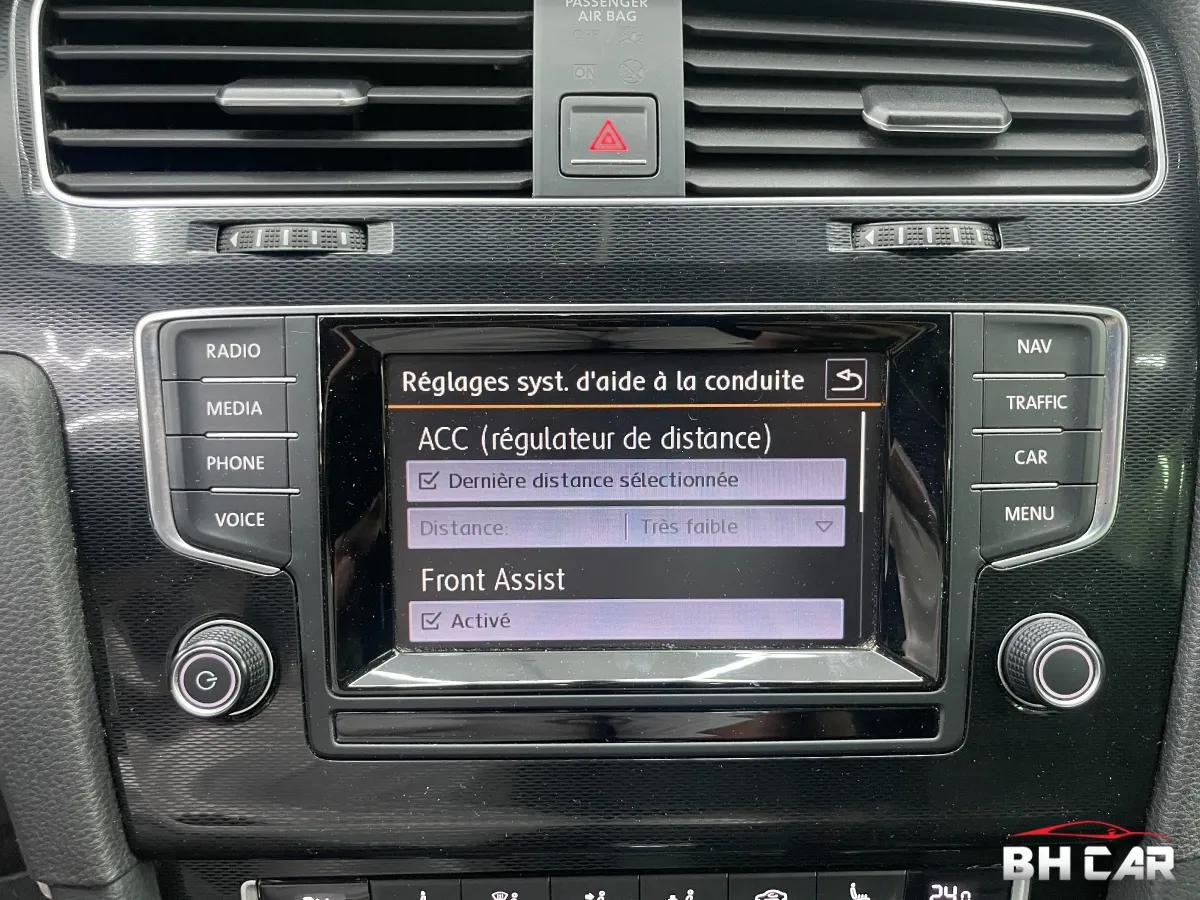 PASSENGER
AIR BAG
ON
RADIO
MEDIA
PHONE
VOICE
Réglages syst. d'aide à la conduite
ACC (régulateur de distance)
Dernière distance sélectionnée
Distance: Très faible
Front Assist
Activé
NAV
TRAFFIC
CAR
MENU
BH CAR